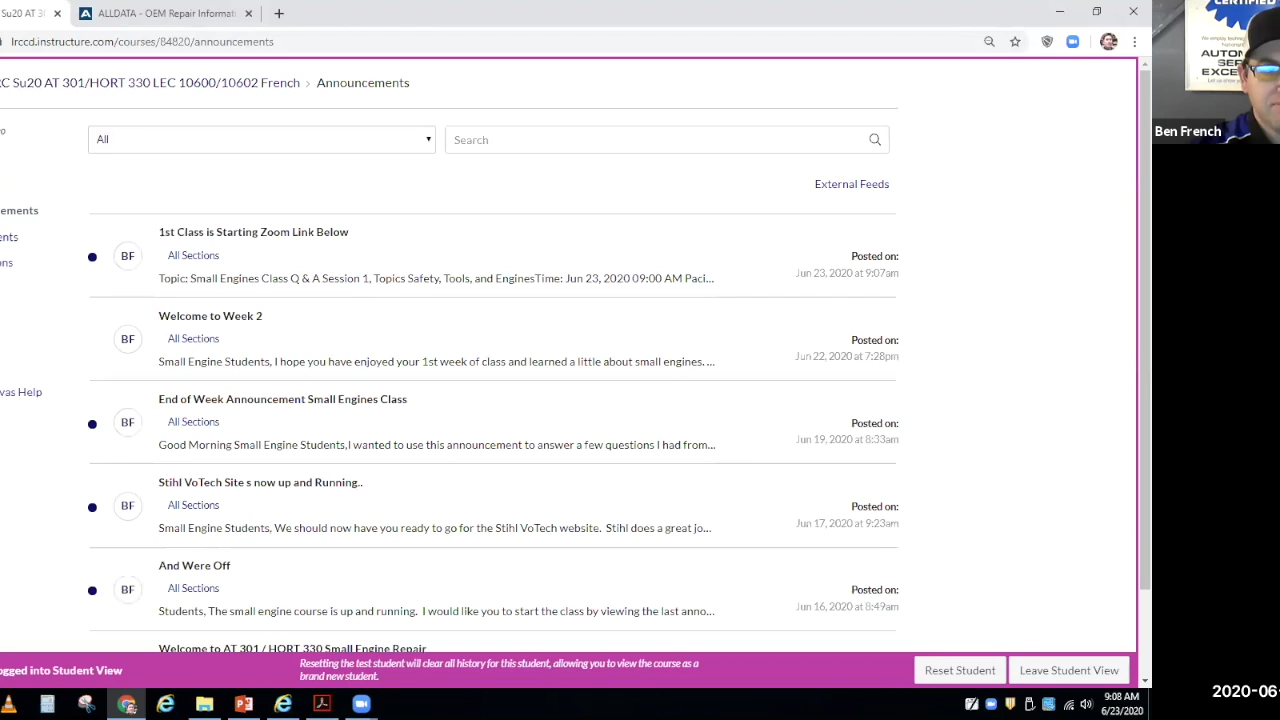 Su20 AT 30
ALLDATA - OEM Repair Informat
lrccd.instructure.com/courses/84820/announcements
C Su20 AT 301/HORT 330 LEC 10600/10602 French > Announcements
All
Search
External Feeds
ements
1st Class is Starting Zoom Link Below
BF
All Sections
Posted on:
Topic: Small Engines Class Q & A Session 1, Topics Safety, Tools, and EnginesTime: Jun 23, 2020 09:00 AM Paci...
Jun 23, 2020 at 9:07am
ents
ons
Welcome to Week 2
BF
All Sections
Posted on:
Small Engine Students, I hope you have enjoyed your 1st week of class and learned a little about small engines. ...
Jun 22, 2020 at 7:28pm
vas Help
End of Week Announcement Small Engines Class
BF
All Sections
Posted on:
Good Morning Small Engine Students,I wanted to use this announcement to answer a few questions I had from...
Jun 19, 2020 at 8:33am
Stihl VoTech Site s now up and Running..
BF
All Sections
Posted on:
Small Engine Students, We should now have you ready to go for the Stihl VoTech website. Stihl does a great jo...
Jun 17, 2020 at 9:23am
And Were Off
BF
All Sections
Posted on:
Students, The small engine course is up and running. I would like you to start the class by viewing the last anno...
Jun 16, 2020 at 8:49am
Welcome to AT 301 / HORT 330 Small Engine Repair
ogged into Student View
Resetting the test student will clear all history for this student, allowing you to view the course as a
brand new student.
Reset Student
Leave Student View
9:08 AM
6/23/2020
CERTIFIED
AUTOM
SER
EXCE
Ben French
2020-06